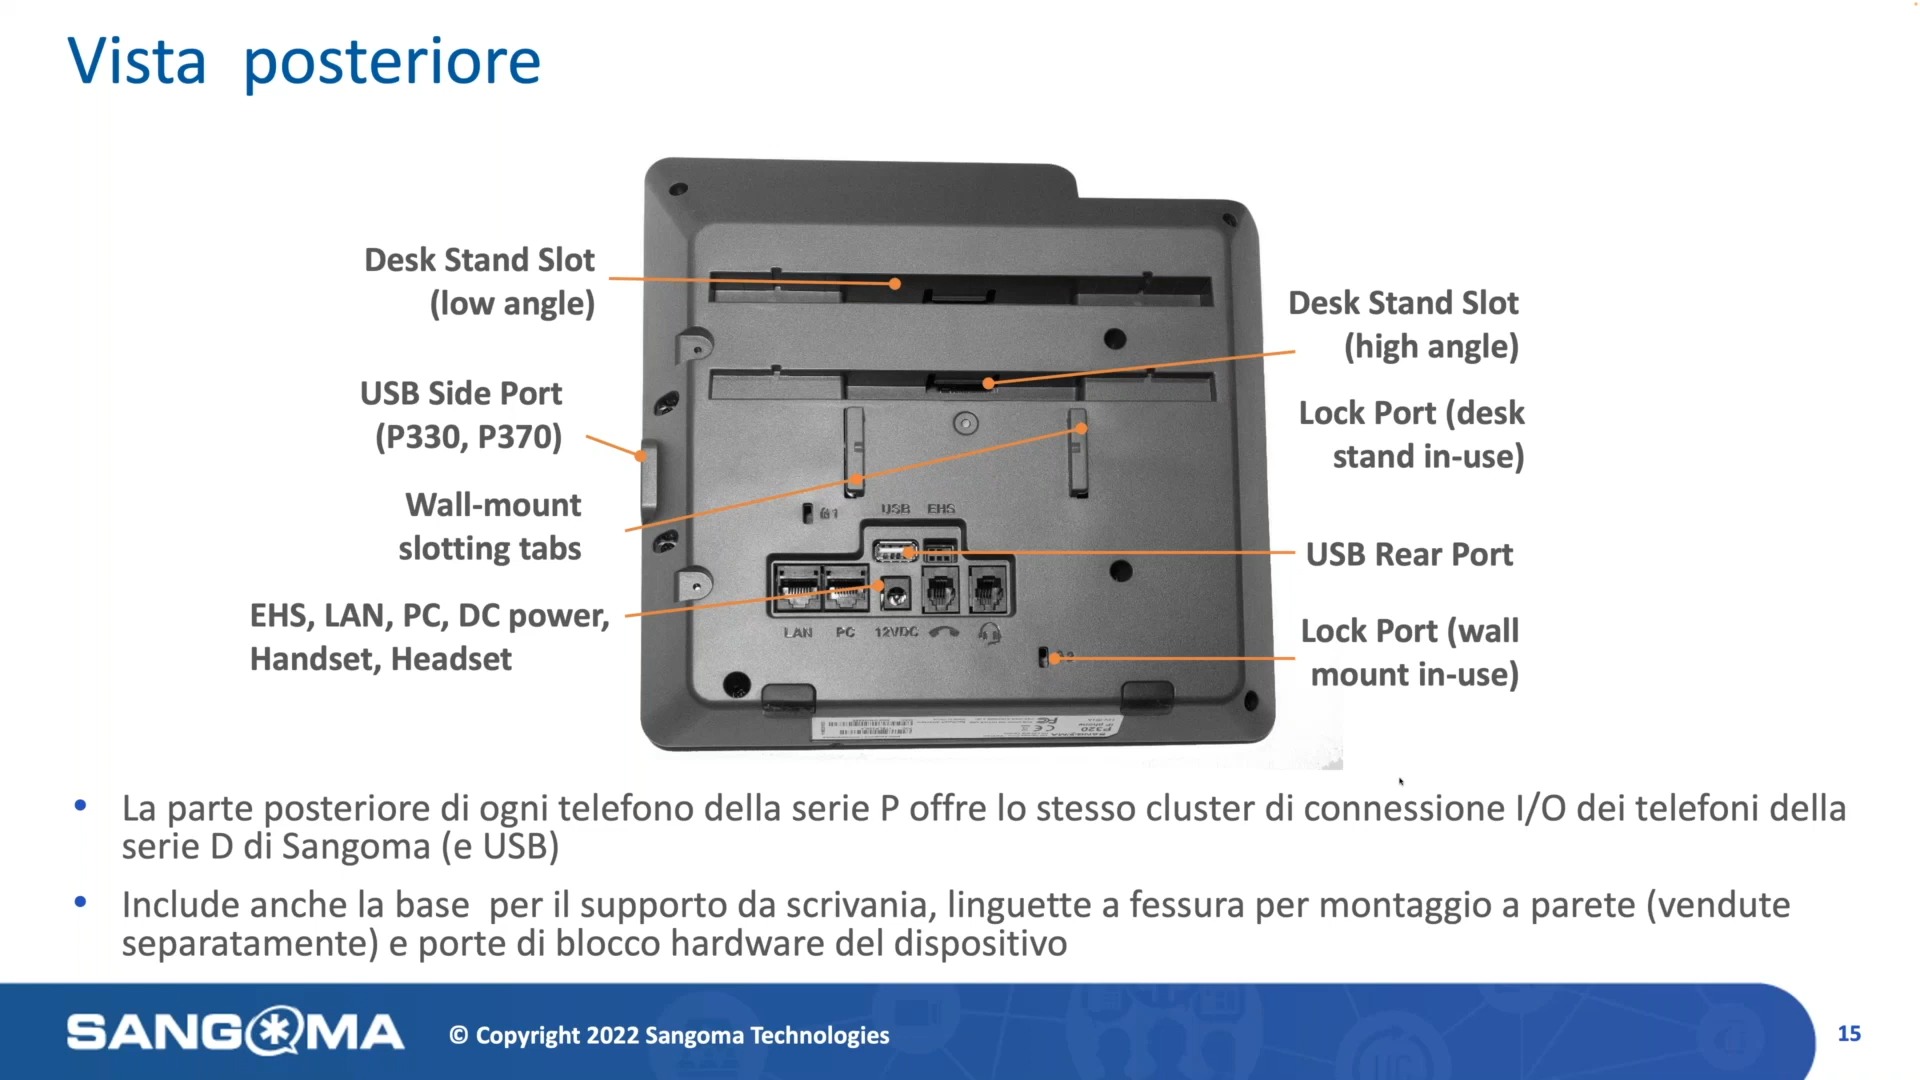 Vista  posteriore
Desk Stand Slot
(low angle)
Desk Stand Slot
(high angle)
USB Side Port
(P330, P370)
Lock Port (desk
stand in-use)
Wall-mount
slotting tabs
1
USB EHS
USB Rear Port
EHS, LAN, PC, DC power,
Handset, Headset
LAN PC 12VDC
Lock Port (wall
mount in-use)
P320
SANGOMA
• La parte posteriore di ogni telefono della serie P offre lo stesso cluster di connessione I/O dei telefoni della
serie D di Sangoma (e USB)
• Include anche la base  per il supporto da scrivania, linguette a fessura per montaggio a parete (vendute
separatamente) e porte di blocco hardware del dispositivo
SANGOMA
© Copyright 2022 Sangoma Technologies
15